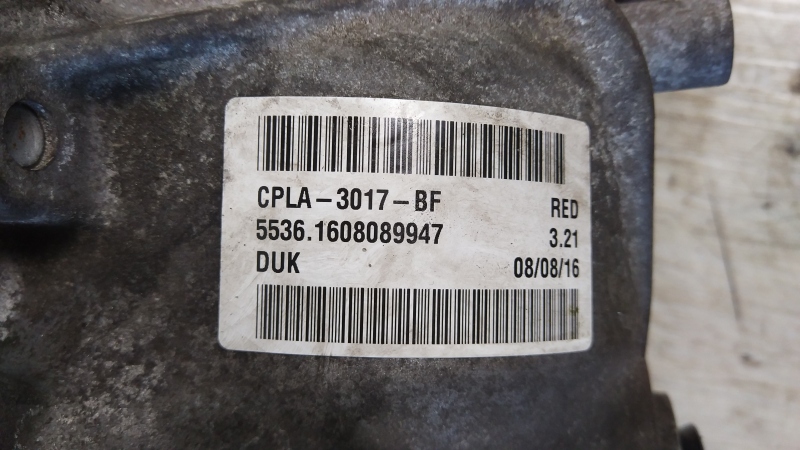 CPLA-3017-BF RED
5536.1608089947 3.21
DUK 08/08/16